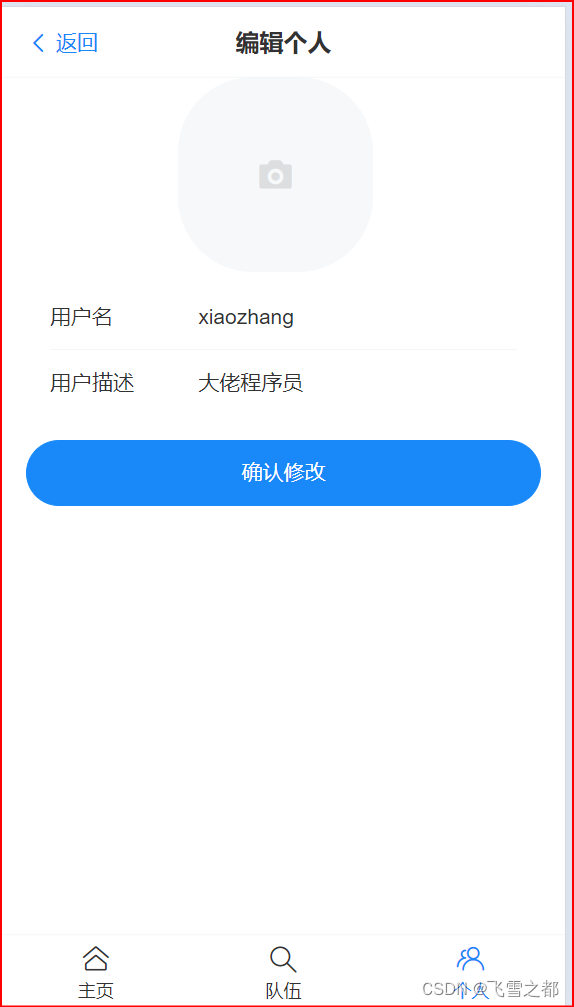 返回 编辑个人
用户名 xiaozhang
用户描述 大佬程序员
确认修改
主页 队伍 个人
CSDN @飞雪之都